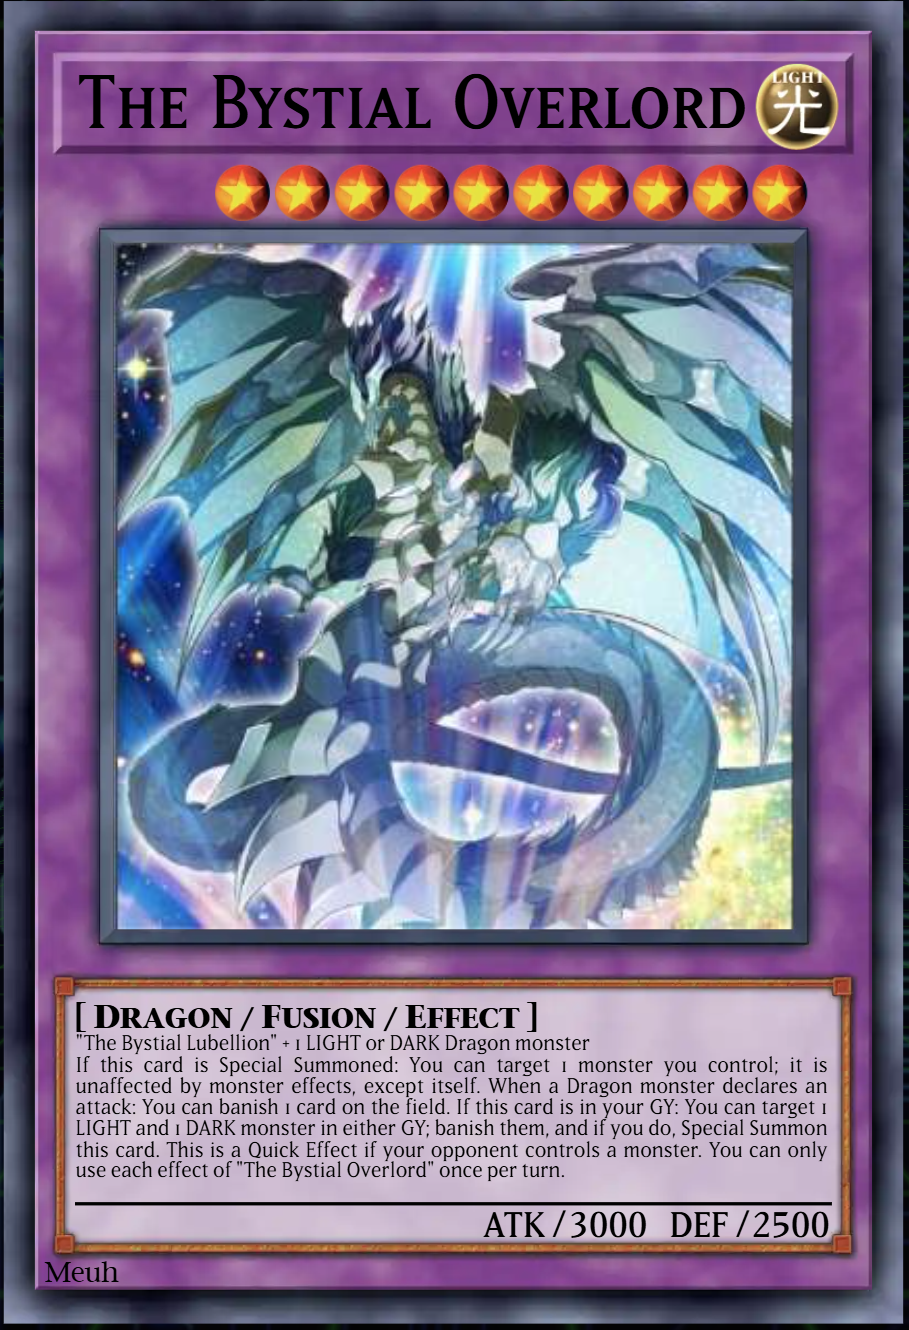 The Bystial Overlord
LIGHT
光
[ Dragon / Fusion / Effect ]
"The Bystial Lubellion" + 1 LIGHT or DARK Dragon monster
If this card is Special Summoned: You can target 1 monster you control; it is
unaffected by monster effects, except itself. When a Dragon monster declares an
attack: You can banish 1 card on the field. If this card is in your GY: You can target 1
LIGHT and 1 DARK monster in either GY; banish them, and if you do, Special Summon
this card. This is a Quick Effect if your opponent controls a monster. You can only
use each effect of "The Bystial Overlord" once per turn.
ATK/3000 DEF/2500
Meuh